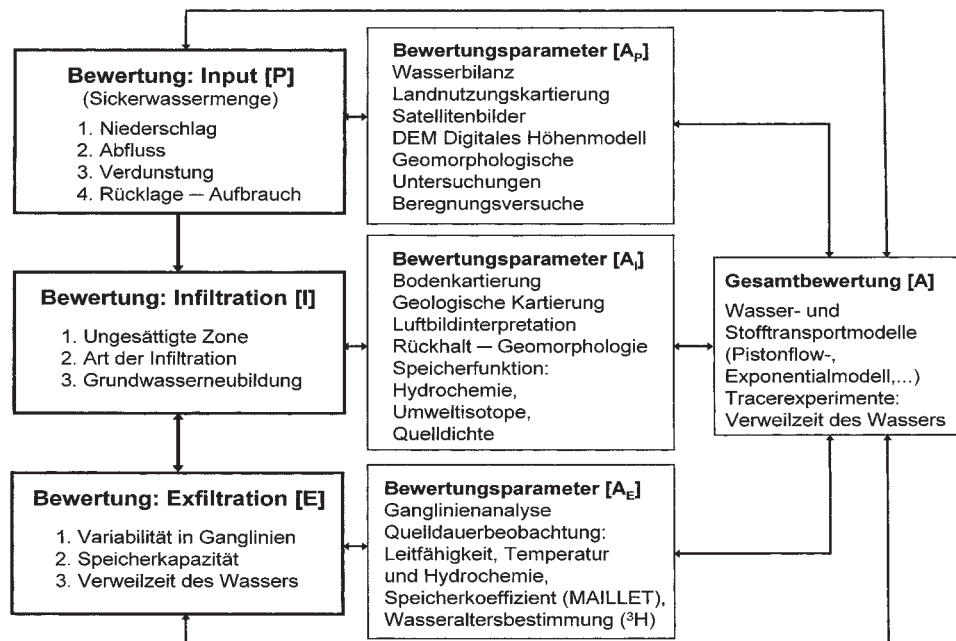 Bewertung: Input [P]
(Sickerwassermenge)
1. Niederschlag
2. Abfluss
3. Verdunstung
4. Rücklage — Aufbrauch
Bewertungsparameter [A_P]
Wasserbilanz
Landnutzungskartierung
Satellitenbilder
DEM Digitales Höhenmodell
Geomorphologische
Untersuchungen
Beregnungsversuche
Bewertung: Infiltration [I]
1. Ungesättigte Zone
2. Art der Infiltration
3. Grundwasserneubildung
Bewertungsparameter [A_I]
Bodenkartierung
Geologische Kartierung
Luftbildinterpretation
Rückhalt — Geomorphologie
Speicherfunktion:
Hydrochemie,
Umweltisotope,
Quelldichte
Gesamtbewertung [A]
Wasser- und
Stofftransportmodelle
(Pistonflow-,
Exponentialmodell,...)
Tracerexperimente:
Verweilzeit des Wassers
Bewertung: Exfiltration [E]
1. Variabilität in Ganglinien
2. Speicherkapazität
3. Verweilzeit des Wassers
Bewertungsparameter [A_E]
Ganglinienanalyse
Quelldauerbeobachtung:
Leitfähigkeit, Temperatur
und Hydrochemie,
Speicherkoeffizient (MAILLET),
Wasseraltersbestimmung (³H)